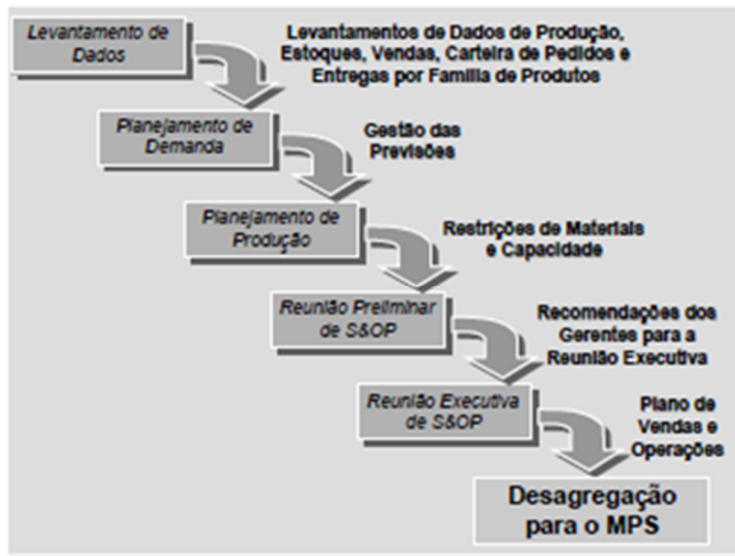 Levantamento de
Dados
Levantamentos de Dados de Produção,
Estoques, Vendas, Carteira de Pedidos e
Entregas por Família de Produtos
Planejamento de
Demanda
Gestão das
Previsões
Planejamento de
Produção
Restrições de Materiais
e Capacidade
Reunião Preliminar
de S&OP
Recomendações dos
Gerentes para a
Reunião Executiva
Reunião Executiva
de S&OP
Plano de
Vendas e
Operações
Desagregação
para o MPS